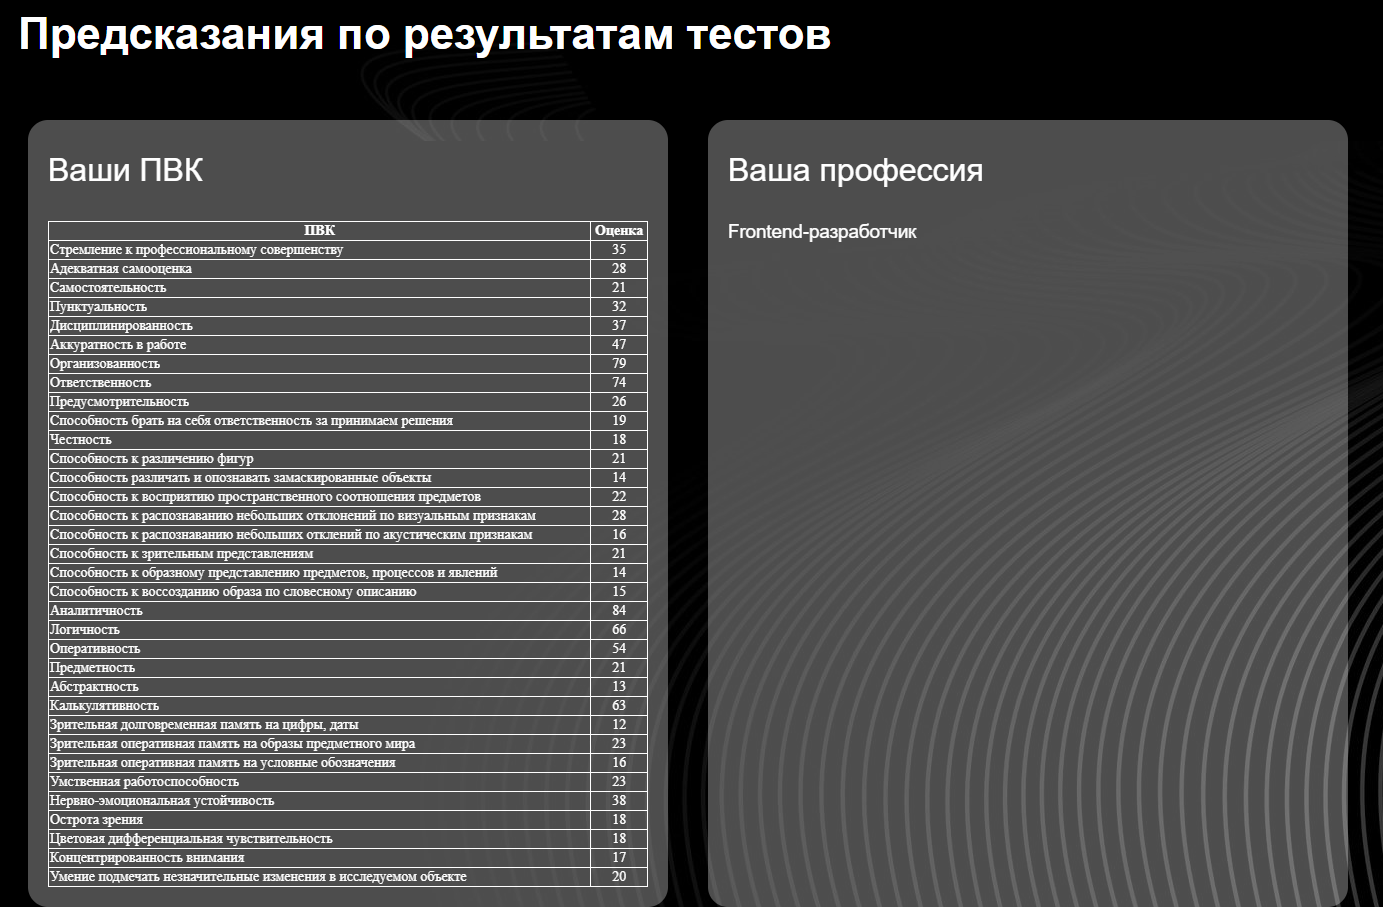 Предсказания по результатам тестов
Ваши ПВК
ПВК Оценка
Стремление к профессиональному совершенству 35
Адекватная самооценка 28
Самостоятельность 21
Пунктуальность 32
Дисциплинированность 37
Аккуратность в работе 47
Организованность 79
Ответственность 74
Предусмотрительность 26
Способность брать на себя ответственность за принимаем решения 19
Честность 18
Способность к различению фигур 21
Способность различать и опознавать замаскированные объекты 14
Способность к восприятию пространственного соотношения предметов 22
Способность к распознаванию небольших отклонений по визуальным признакам 28
Способность к распознаванию небольших отклений по акустическим признакам 16
Способность к зрительным представлениям 21
Способность к образному представлению предметов, процессов и явлений 14
Способность к воссозданию образа по словесному описанию 15
Аналитичность 84
Логичность 66
Оперативность 54
Предметность 21
Абстрактность 13
Калькулятивность 63
Зрительная долговременная память на цифры, даты 12
Зрительная оперативная память на образы предметного мира 23
Зрительная оперативная память на условные обозначения 16
Умственная работоспособность 23
Нервно-эмоциональная устойчивость 38
Острота зрения 18
Цветовая дифференциальная чувствительность 18
Концентрированность внимания 17
Умение подмечать незначительные изменения в исследуемом объекте 20
Ваша профессия
Frontend-разработчик